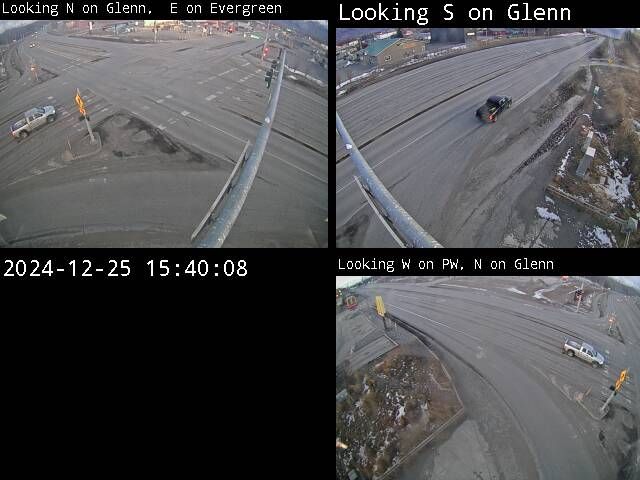 Looking N on Glenn,  E on Evergreen
Looking S on Glenn
2024-12-25 15:40:08
Looking W on PW, N on Glenn